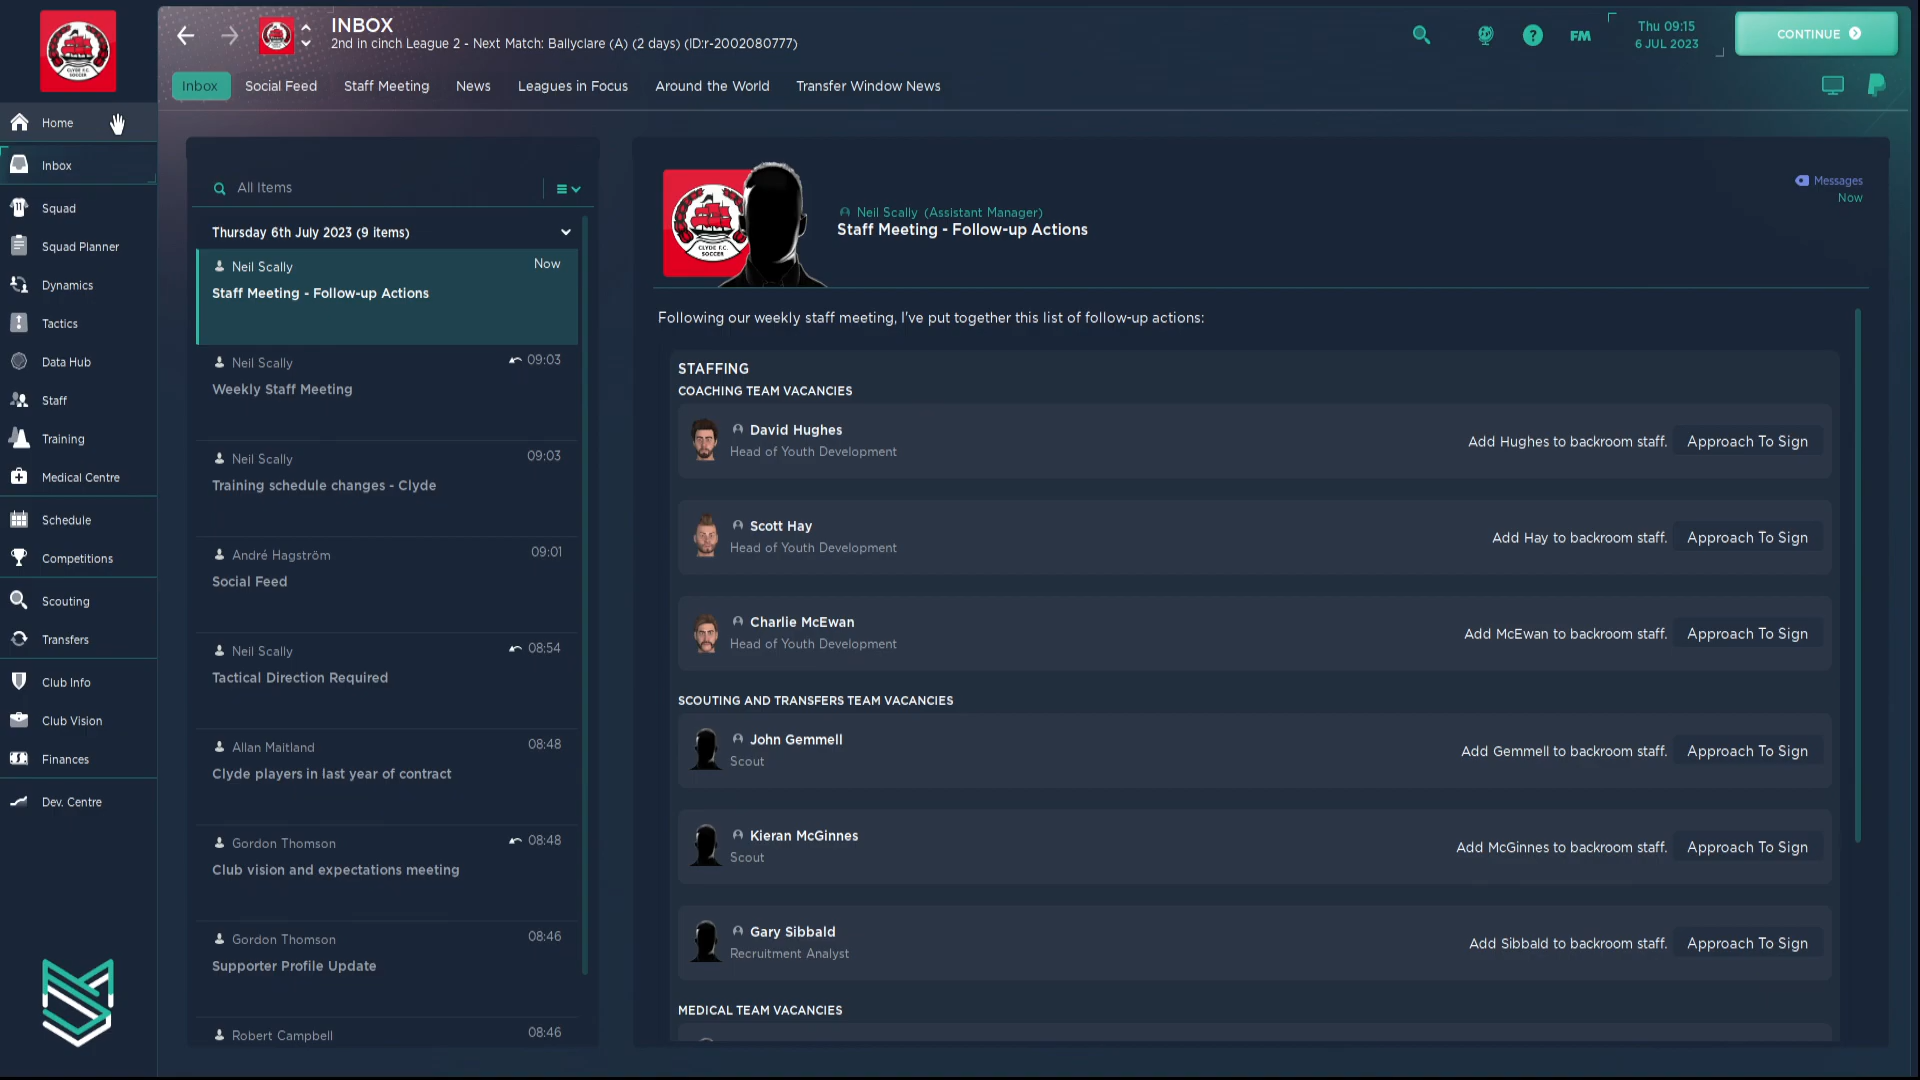 INBOX
2nd in cinch League 2 - Next Match: Ballyclare (A) (2 days) (ID:r-2002080777)
FM
Thu 09:15
6 JUL 2023
CONTINUE
Inbox
Social Feed
Staff Meeting
News
Leagues in Focus
Around the World
Transfer Window News
CLYDE F.C.
SOCCER
Home
Inbox
Squad
Squad Planner
Dynamics
Tactics
Data Hub
Staff
Training
Medical Centre
Schedule
Competitions
Scouting
Transfers
Club Info
Club Vision
Finances
Dev. Centre
All Items
Thursday 6th July 2023 (9 items)
Neil Scally
Now
Staff Meeting - Follow-up Actions
Neil Scally
09:03
Weekly Staff Meeting
Neil Scally
09:03
Training schedule changes - Clyde
André Hagström
09:01
Social Feed
Neil Scally
08:54
Tactical Direction Required
Allan Maitland
08:48
Clyde players in last year of contract
Gordon Thomson
08:48
Club vision and expectations meeting
Gordon Thomson
08:46
Supporter Profile Update
Robert Campbell
08:46
CLYDE F.C.
SOCCER
Neil Scally (Assistant Manager)
Staff Meeting - Follow-up Actions
Messages
Now
Following our weekly staff meeting, I've put together this list of follow-up actions:
STAFFING
COACHING TEAM VACANCIES
David Hughes
Head of Youth Development
Add Hughes to backroom staff.
Approach To Sign
Scott Hay
Head of Youth Development
Add Hay to backroom staff.
Approach To Sign
Charlie McEwan
Head of Youth Development
Add McEwan to backroom staff.
Approach To Sign
SCOUTING AND TRANSFERS TEAM VACANCIES
John Gemmell
Scout
Add Gemmell to backroom staff.
Approach To Sign
Kieran McGinnes
Scout
Add McGinnes to backroom staff.
Approach To Sign
Gary Sibbald
Recruitment Analyst
Add Sibbald to backroom staff.
Approach To Sign
MEDICAL TEAM VACANCIES